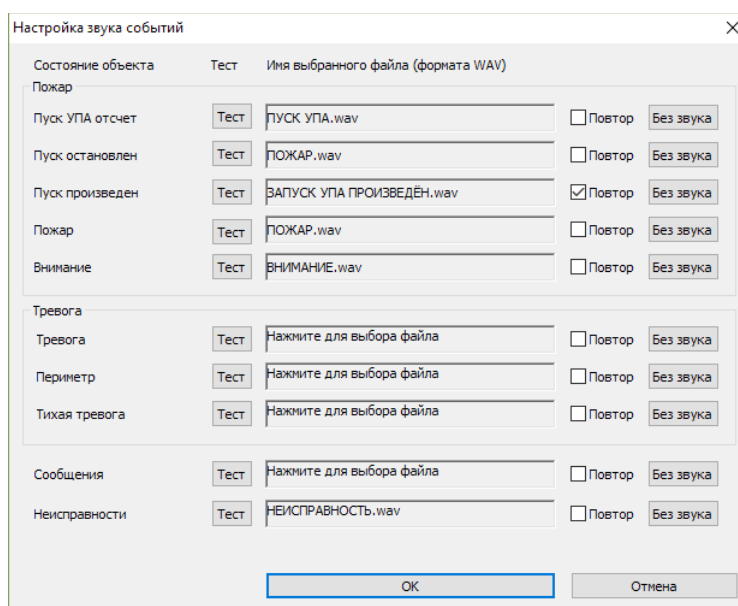 Настройка звука событий
Состояние объекта Тест Имя выбранного файла (формата WAV)
Пожар
Пуск УПА отсчет Тест ПУСК УПА.wav Повтор Без звука
Пуск остановлен Тест ПОЖАР.wav Повтор Без звука
Пуск произведен Тест ЗАПУСК УПА ПРОИЗВЕДЁН.wav Повтор Без звука
Пожар Тест ПОЖАР.wav Повтор Без звука
Внимание Тест ВНИМАНИЕ.wav Повтор Без звука
Тревога
Тревога Тест Нажмите для выбора файла Повтор Без звука
Периметр Тест Нажмите для выбора файла Повтор Без звука
Тихая тревога Тест Нажмите для выбора файла Повтор Без звука
Сообщения Тест Нажмите для выбора файла Повтор Без звука
Неисправности Тест НЕИСПРАВНОСТЬ.wav Повтор Без звука
OK Отмена